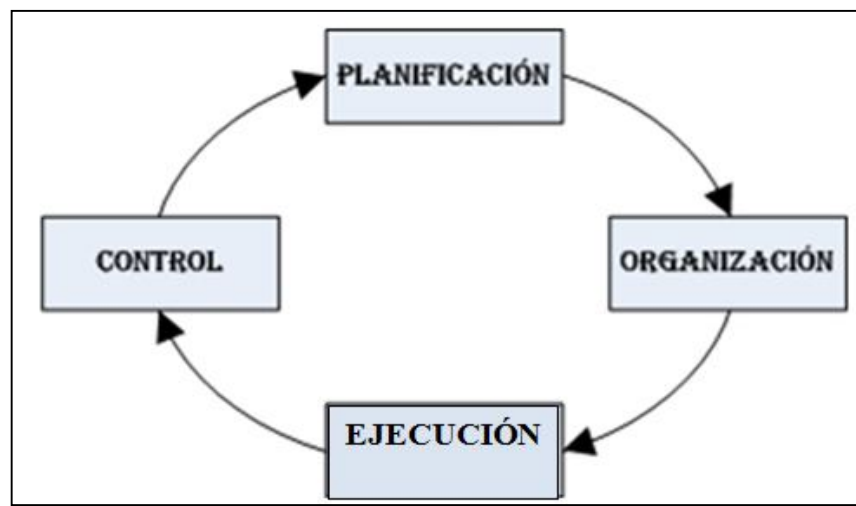 PLANIFICACIÓN
CONTROL
ORGANIZACIÓN
EJECUCIÓN